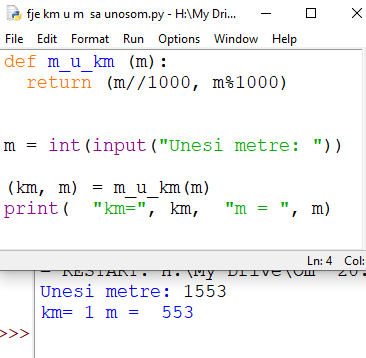 fje km u m sa unosom.py - H:\My Dri...
File Edit Format Run Options Window Help
def m_u_km (m):
return (m//1000, m%1000)
m = int(input("Unesi metre: "))
(km, m) = m_u_km(m)
print( "km=", km, "m = ", m)
Ln: 4 Col:
= RESTART: H:\My Drive\Om 20.
Unesi metre: 1553
km= 1 m = 553
>>>